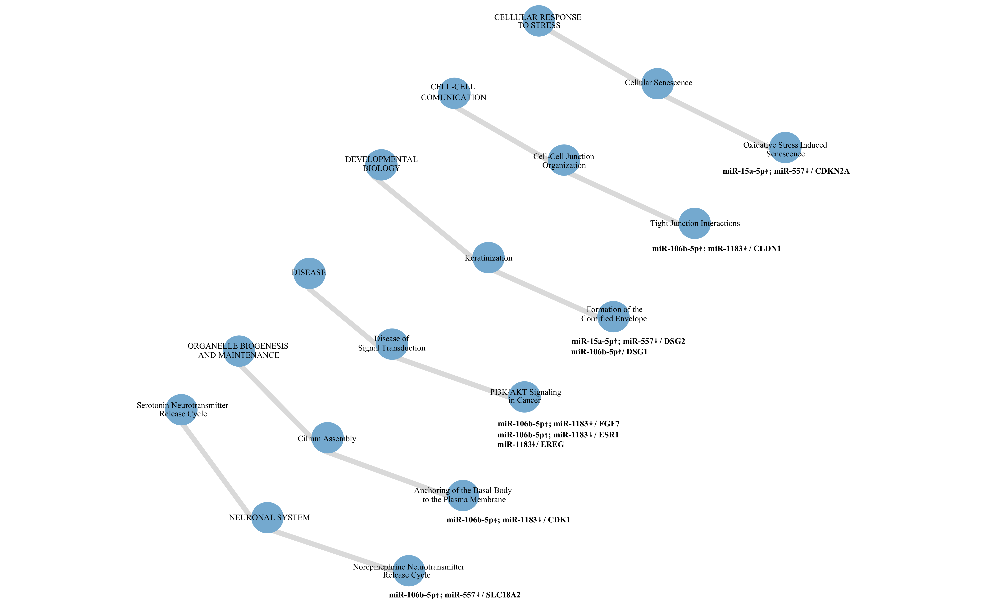 CELLULAR RESPONSE
TO STRESS
Cellular Senescence
Oxidative Stress Induced
Senescence
miR-15a-5p↑; miR-557↓ / CDKN2A
CELL-CELL
COMUNICATION
Cell-Cell Junction
Organization
Tight Junction Interactions
miR-106b-5p↑; miR-1183↓ / CLDN1
DEVELOPMENTAL
BIOLOGY
Keratinization
Formation of the
Cornified Envelope
miR-15a-5p↑; miR-557↓ / DSG2
miR-106b-5p↑/ DSG1
DISEASE
Disease of
Signal Transduction
PI3K/AKT Signaling
in Cancer
miR-106b-5p↑; miR-1183↓ / FGF7
miR-106b-5p↑; miR-1183↓ / ESR1
miR-1183↓/ EREG
ORGANELLE BIOGENESIS
AND MAINTENANCE
Cilium Assembly
Anchoring of the Basal Body
to the Plasma Membrane
miR-106b-5p↑; miR-1183↓ / CDK1
Serotonin Neurotransmitter
Release Cycle
NEURONAL SYSTEM
Norepinephrine Neurotransmitter
Release Cycle
miR-106b-5p↑; miR-557↓ / SLC18A2